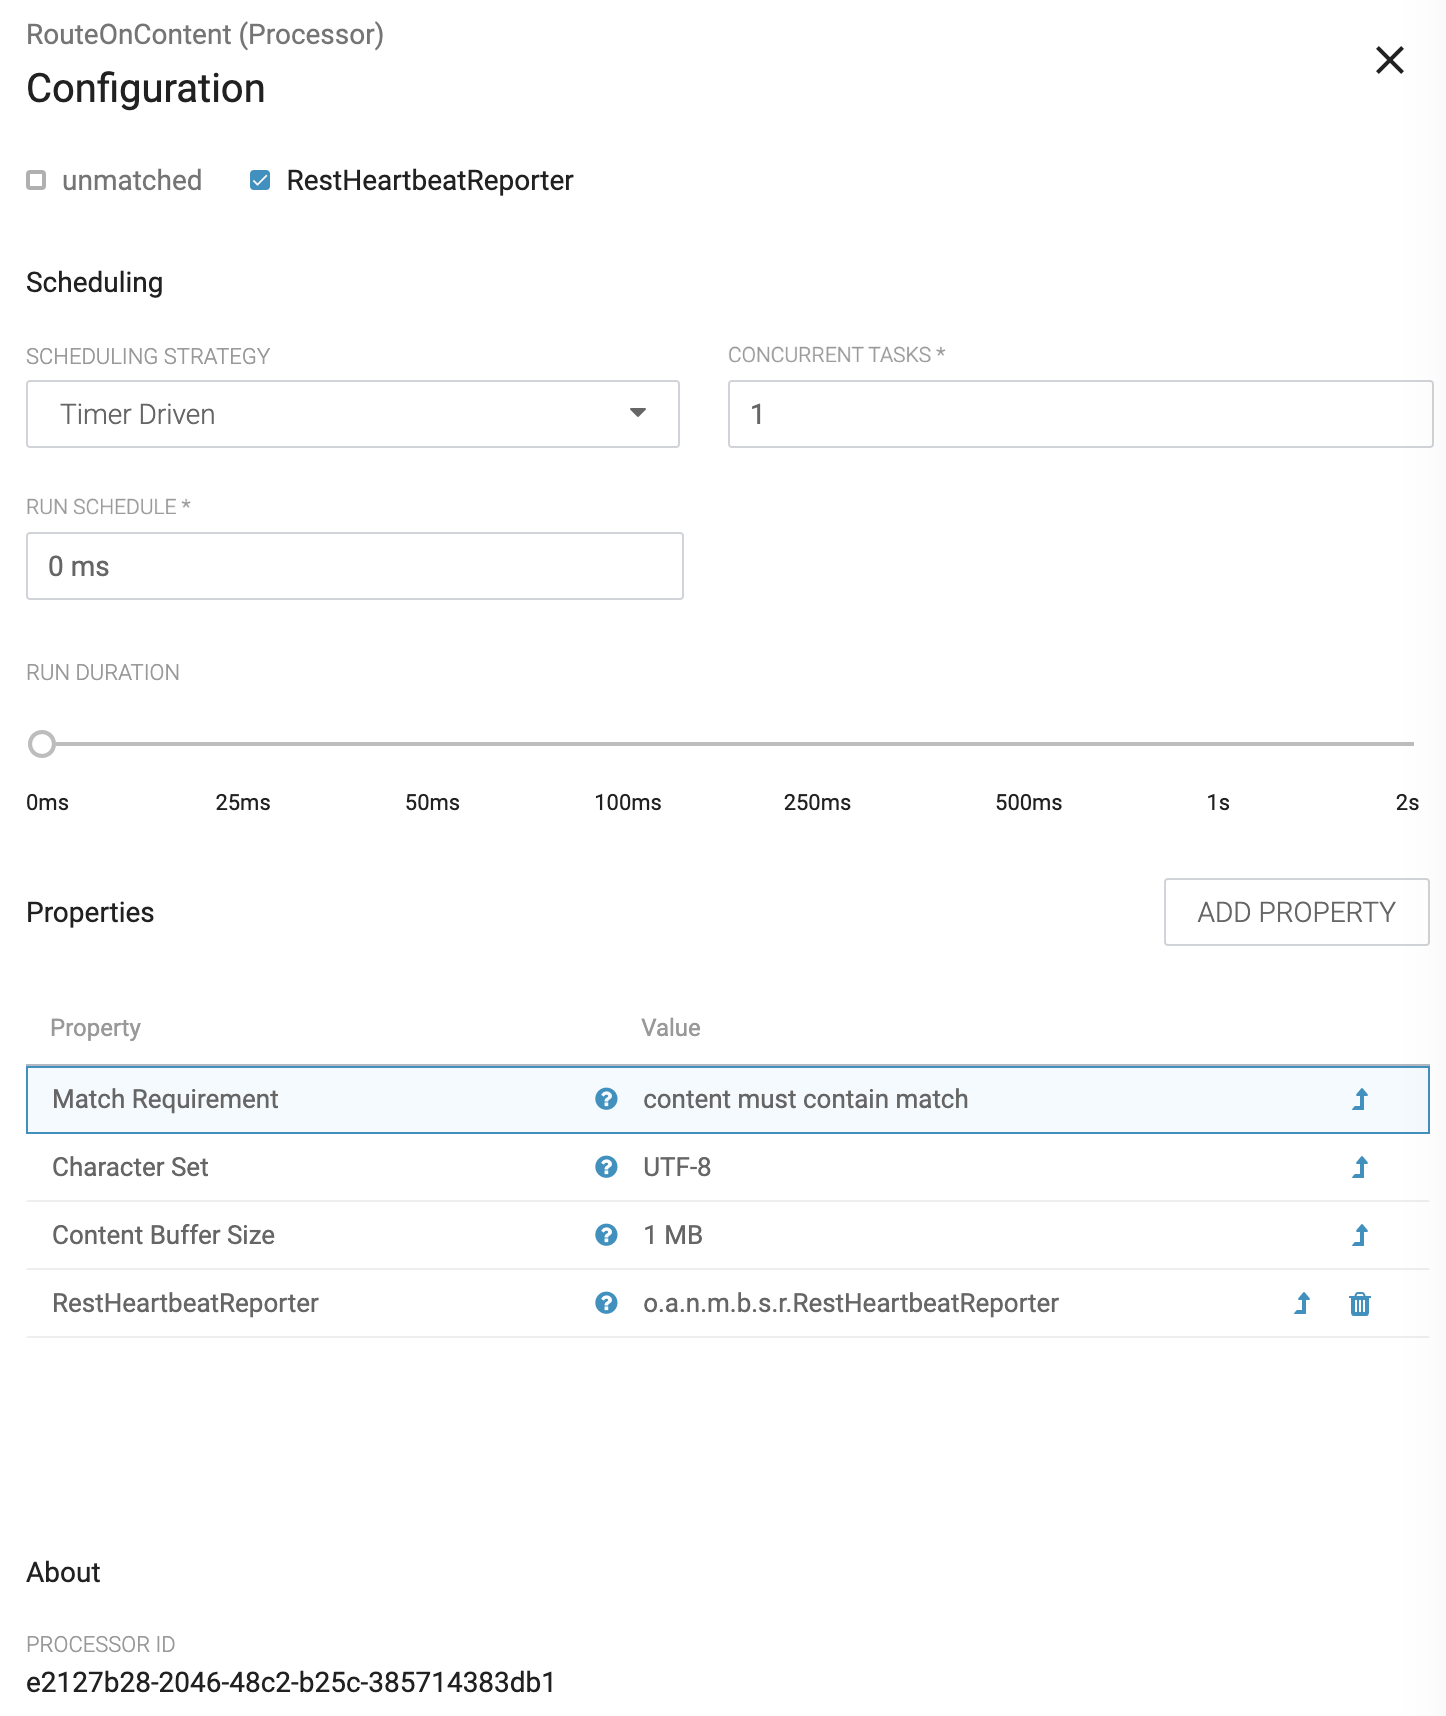 RouteOnContent (Processor)
Configuration
unmatched RestHeartbeatReporter
Scheduling
SCHEDULING STRATEGY CONCURRENT TASKS *
Timer Driven 1
RUN SCHEDULE *
0 ms
RUN DURATION
0ms 25ms 50ms 100ms 250ms 500ms 1s 2s
Properties ADD PROPERTY
Property Value
Match Requirement ? content must contain match
Character Set ? UTF-8
Content Buffer Size ? 1 MB
RestHeartbeatReporter ? o.a.n.m.b.s.r.RestHeartbeatReporter
About
PROCESSOR ID
e2127b28-2046-48c2-b25c-385714383db1